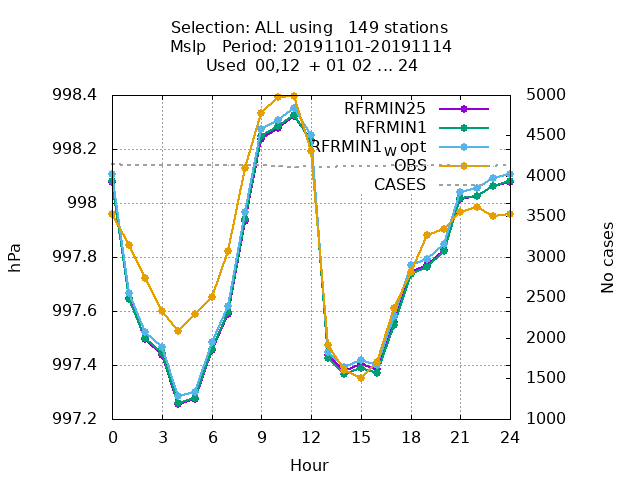 Selection: ALL using   149 stations
Mslp   Period: 20191101-20191114
Used  00,12  + 01 02 ... 24
998.4
998.2
998
997.8
997.6
997.4
997.2
5000
4500
4000
3500
3000
2500
2000
1500
1000
RFRMIN25
RFRMIN1
RFRMIN1w opt
OBS
CASES
hPa
No cases
0 3 6 9 12 15 18 21 24
Hour